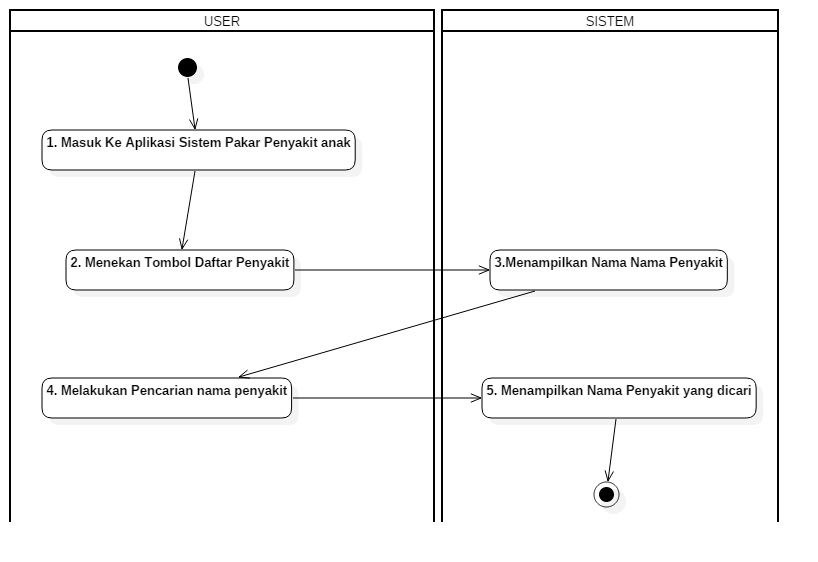 USER
SISTEM
1. Masuk Ke Aplikasi Sistem Pakar Penyakit anak
2. Menekan Tombol Daftar Penyakit
3.Menampilkan Nama Nama Penyakit
4. Melakukan Pencarian nama penyakit
5. Menampilkan Nama Penyakit yang dicari